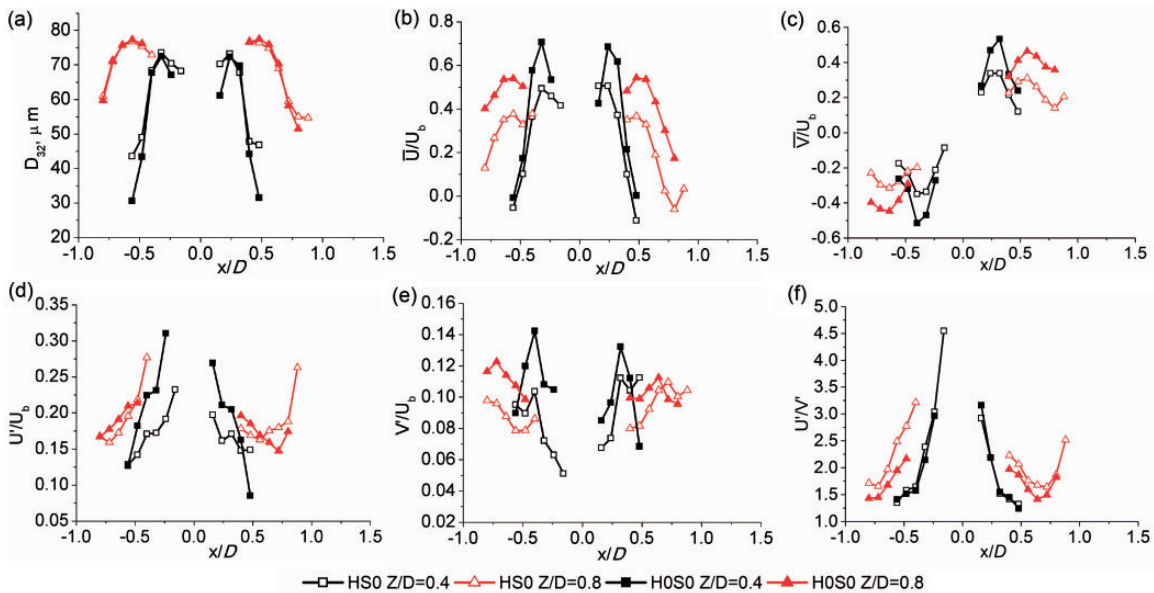 (a)
80
70
60
50
40
30
20
D32, μm
-1.0 -0.5 0.0 0.5 1.0 1.5
x/D
(b)
0.8
0.6
0.4
0.2
0.0
-0.2
U̅/Ub
-1.0 -0.5 0.0 0.5 1.0 1.5
x/D
(c)
0.6
0.4
0.2
0.0
-0.2
-0.4
-0.6
V̅/Ub
-1.0 -0.5 0.0 0.5 1.0 1.5
x/D
(d)
0.35
0.30
0.25
0.20
0.15
0.10
0.05
U'/Ub
-1.0 -0.5 0.0 0.5 1.0 1.5
x/D
(e)
0.16
0.14
0.12
0.10
0.08
0.06
0.04
0.02
V'/Ub
-1.0 -0.5 0.0 0.5 1.0 1.5
x/D
(f)
5.0
4.5
4.0
3.5
3.0
2.5
2.0
1.5
1.0
U'/V'
-1.0 -0.5 0.0 0.5 1.0 1.5
x/D
HS0 Z/D=0.4 HS0 Z/D=0.8 H0S0 Z/D=0.4 H0S0 Z/D=0.8